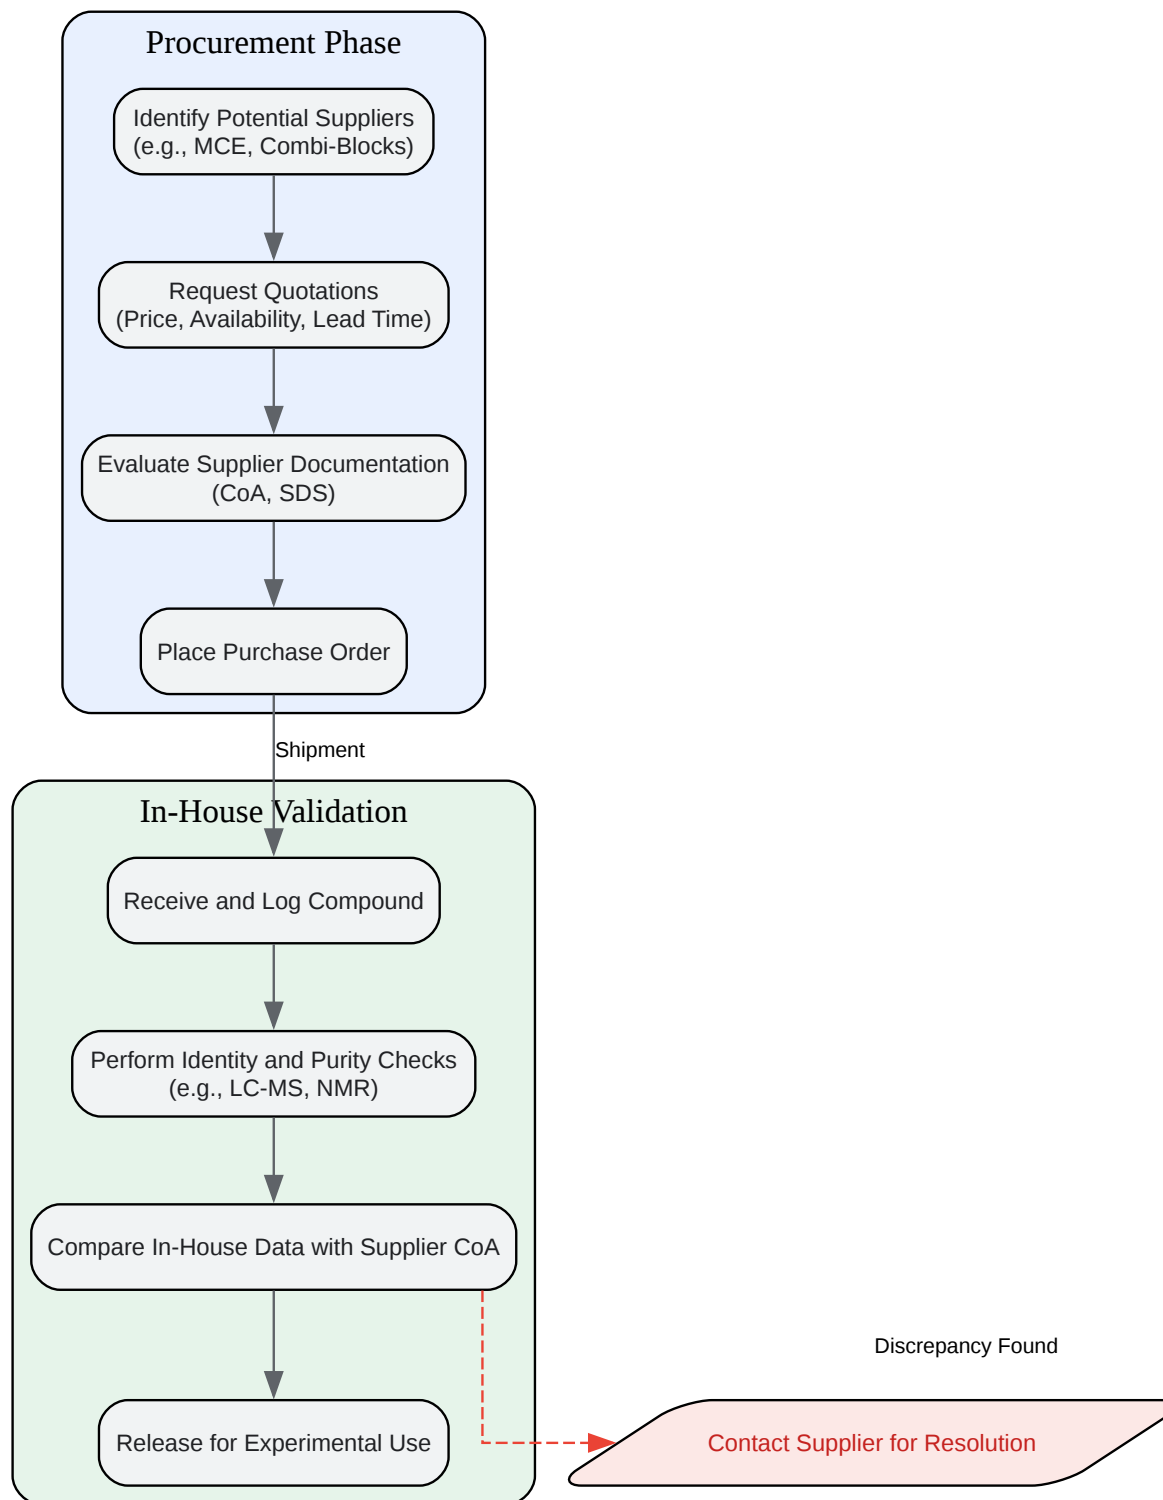 Procurement Phase
Identify Potential Suppliers
(e.g., MCE, Combi-Blocks)
Request Quotations
(Price, Availability, Lead Time)
Evaluate Supplier Documentation
(CoA, SDS)
Place Purchase Order
Shipment
In-House Validation
Receive and Log Compound
Perform Identity and Purity Checks
(e.g., LC-MS, NMR)
Compare In-House Data with Supplier CoA
Discrepancy Found
Release for Experimental Use
Contact Supplier for Resolution